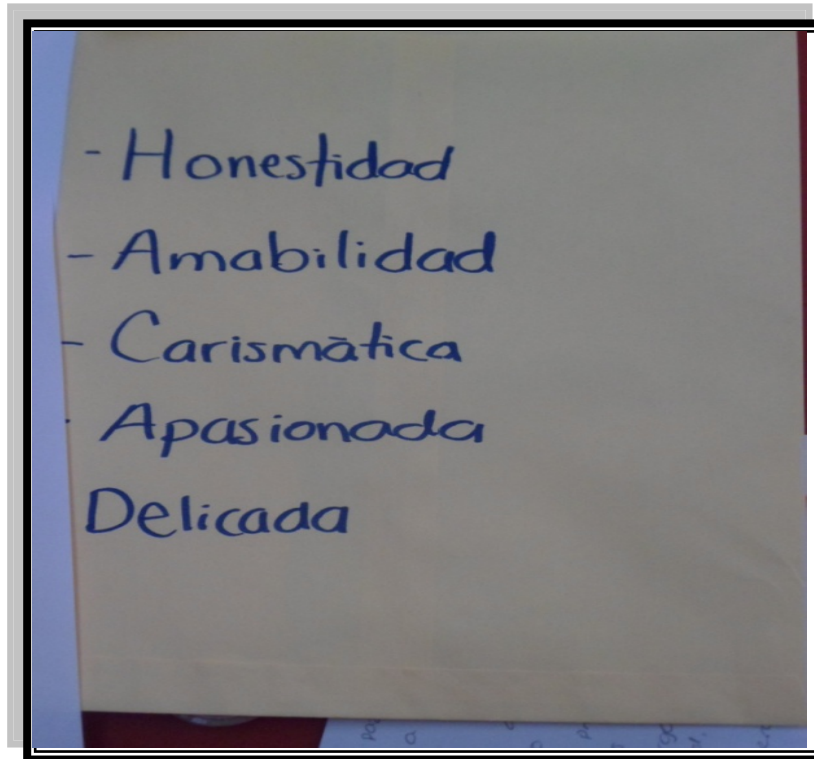 - Honestidad
- Amabilidad
- Carismàtica
- Apasionada
Delicada